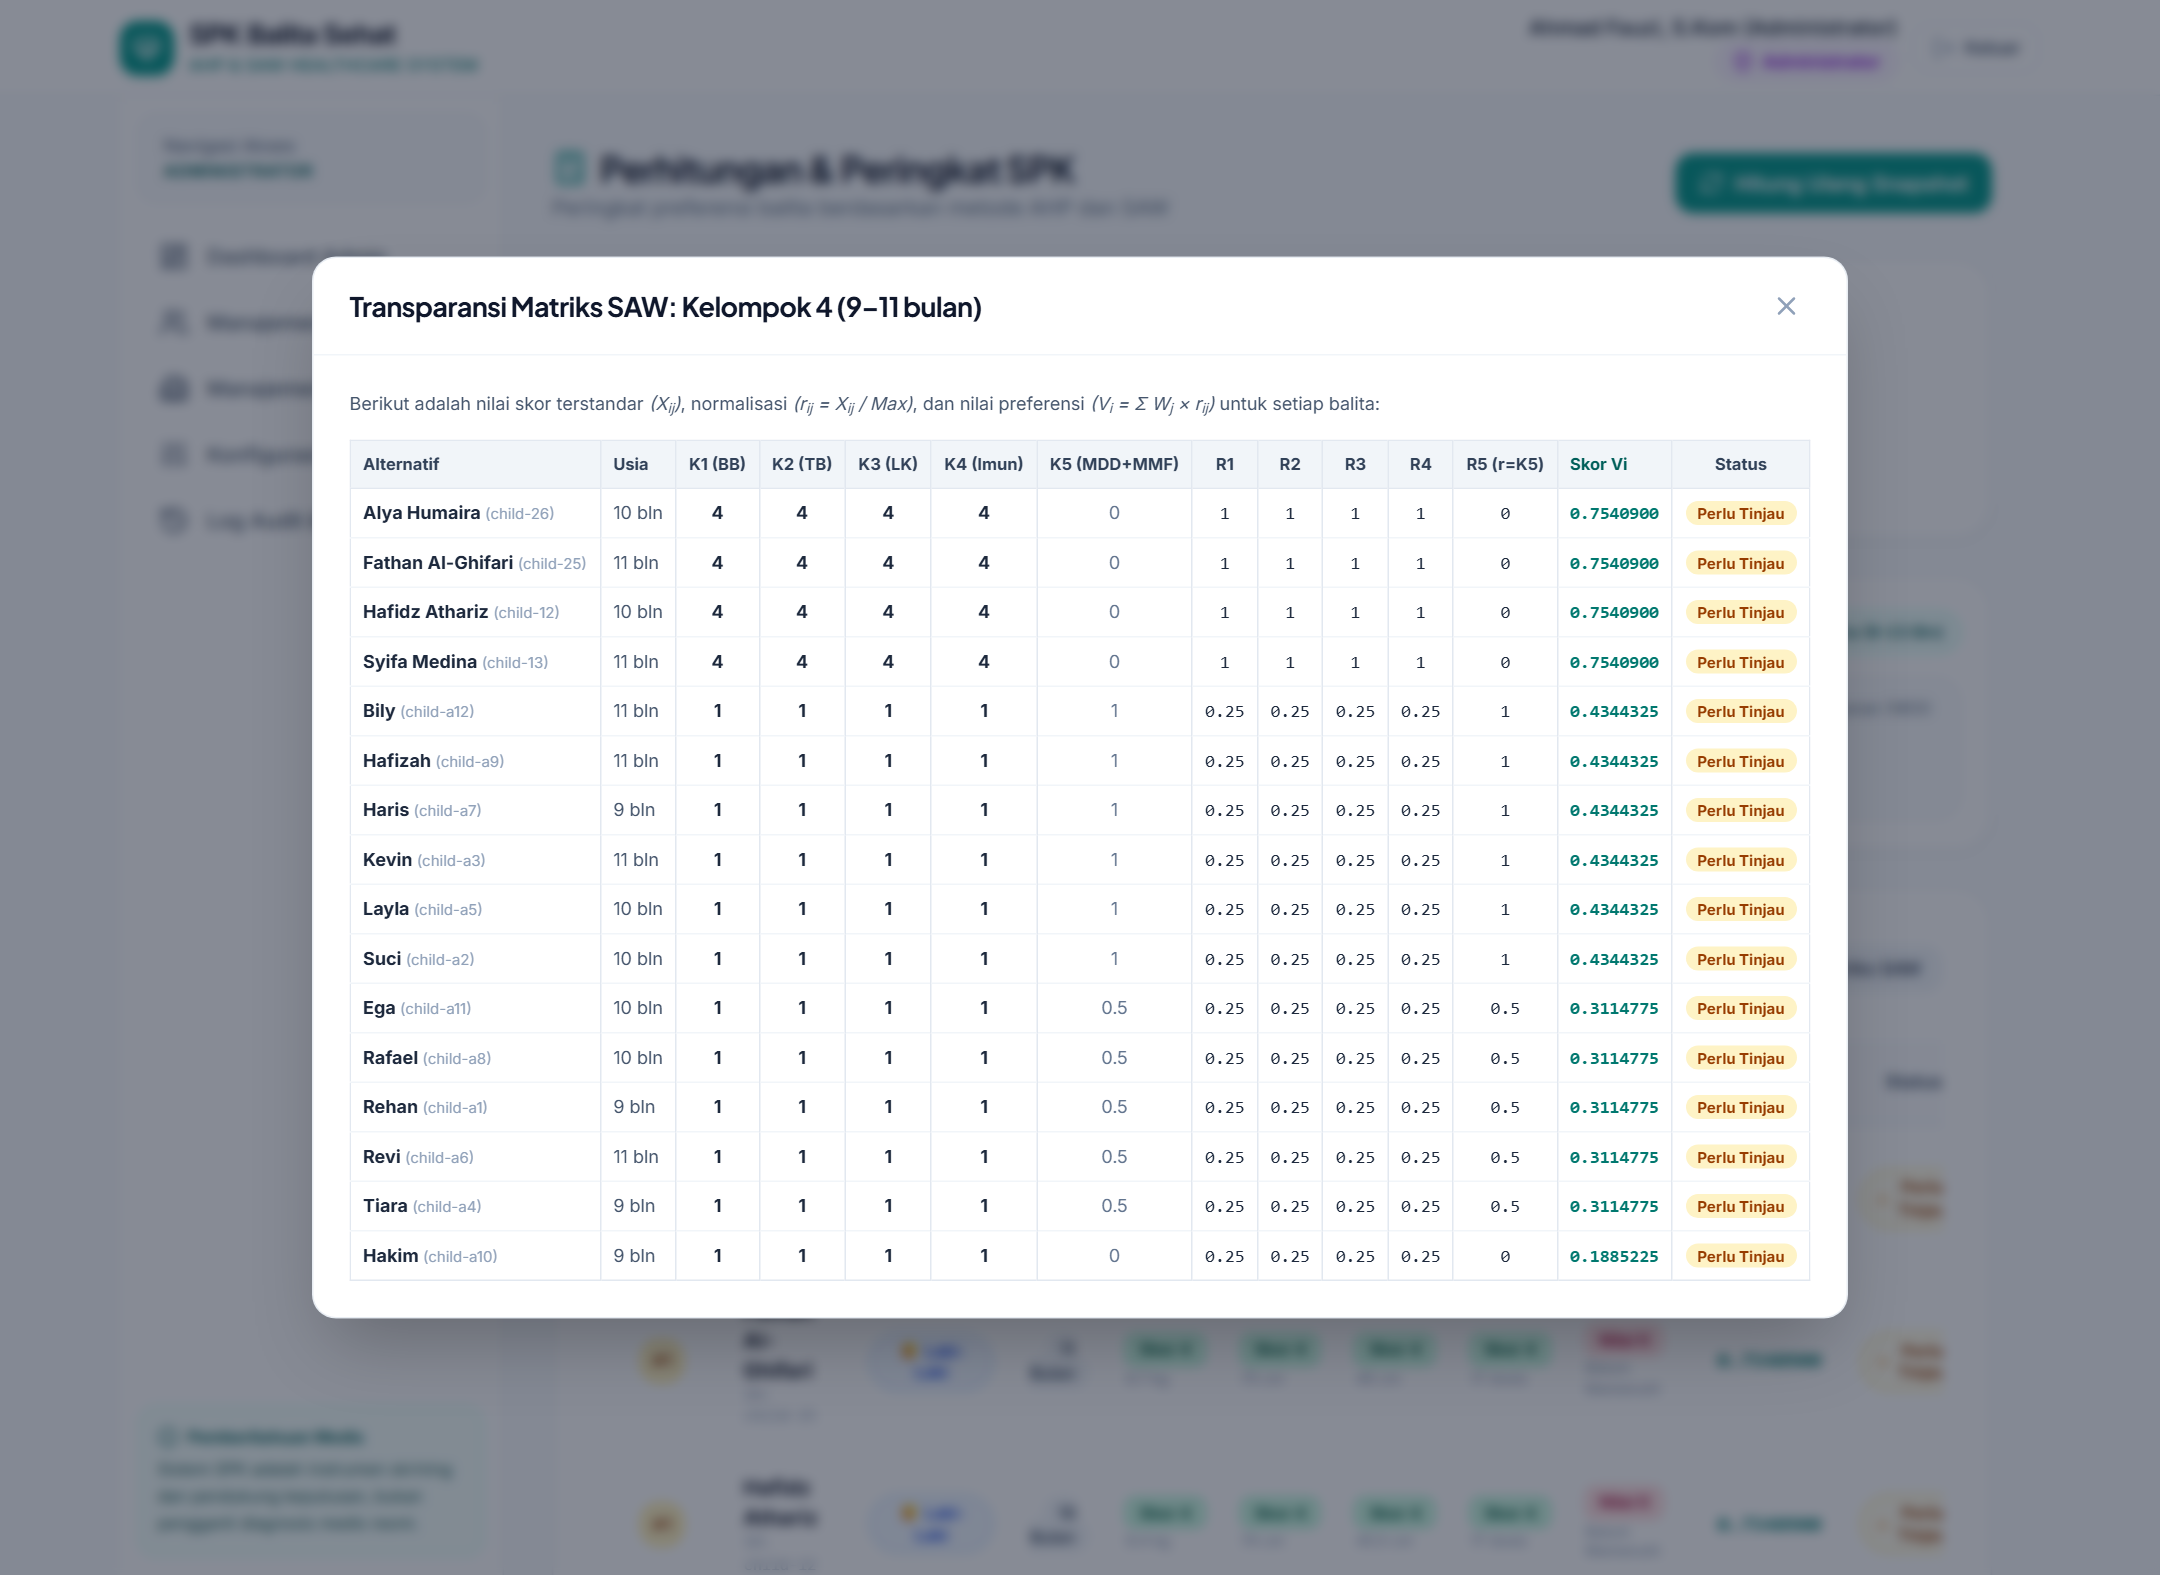 SPK Balita Sehat
Perhitungan & Peringkat SPK
Transparansi Matriks SAW: Kelompok 4 (9–11 bulan)
Berikut adalah nilai skor terstandar (Xij), normalisasi (rij = Xij / Max), dan nilai preferensi (Vi = Σ Wj × rij) untuk setiap balita:
Alternatif Usia K1 (BB) K2 (TB) K3 (LK) K4 (Imun) K5 (MDD+MMF) R1 R2 R3 R4 R5 (r=K5) Skor Vi Status
Alya Humaira (child-26) 10 bln 4 4 4 4 0 1 1 1 1 0 0.7540900 Perlu Tinjau
Fathan Al-Ghifari (child-25) 11 bln 4 4 4 4 0 1 1 1 1 0 0.7540900 Perlu Tinjau
Hafidz Athariz (child-12) 10 bln 4 4 4 4 0 1 1 1 1 0 0.7540900 Perlu Tinjau
Syifa Medina (child-13) 11 bln 4 4 4 4 0 1 1 1 1 0 0.7540900 Perlu Tinjau
Bily (child-a12) 11 bln 1 1 1 1 1 0.25 0.25 0.25 0.25 1 0.4344325 Perlu Tinjau
Hafizah (child-a9) 11 bln 1 1 1 1 1 0.25 0.25 0.25 0.25 1 0.4344325 Perlu Tinjau
Haris (child-a7) 9 bln 1 1 1 1 1 0.25 0.25 0.25 0.25 1 0.4344325 Perlu Tinjau
Kevin (child-a3) 11 bln 1 1 1 1 1 0.25 0.25 0.25 0.25 1 0.4344325 Perlu Tinjau
Layla (child-a5) 10 bln 1 1 1 1 1 0.25 0.25 0.25 0.25 1 0.4344325 Perlu Tinjau
Suci (child-a2) 10 bln 1 1 1 1 1 0.25 0.25 0.25 0.25 1 0.4344325 Perlu Tinjau
Ega (child-a11) 10 bln 1 1 1 1 0.5 0.25 0.25 0.25 0.25 0.5 0.3114775 Perlu Tinjau
Rafael (child-a8) 10 bln 1 1 1 1 0.5 0.25 0.25 0.25 0.25 0.5 0.3114775 Perlu Tinjau
Rehan (child-a1) 9 bln 1 1 1 1 0.5 0.25 0.25 0.25 0.25 0.5 0.3114775 Perlu Tinjau
Revi (child-a6) 11 bln 1 1 1 1 0.5 0.25 0.25 0.25 0.25 0.5 0.3114775 Perlu Tinjau
Tiara (child-a4) 9 bln 1 1 1 1 0.5 0.25 0.25 0.25 0.25 0.5 0.3114775 Perlu Tinjau
Hakim (child-a10) 9 bln 1 1 1 1 0 0.25 0.25 0.25 0.25 0 0.1885225 Perlu Tinjau